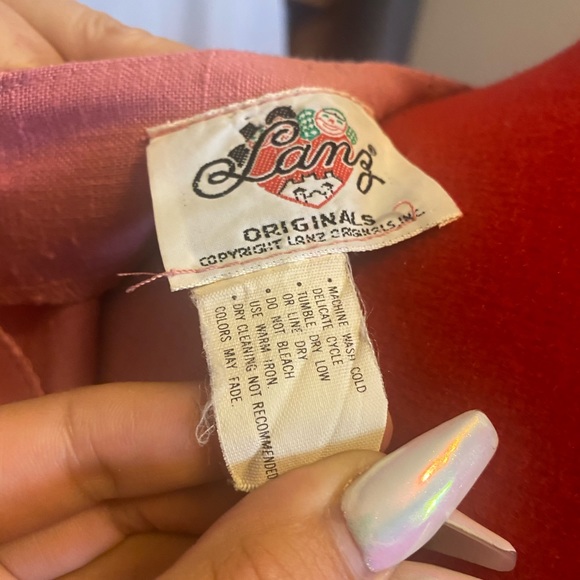 Lanz®
ORIGINALS
COPYRIGHT LANZ ORIGINALS, INC.
• MACHINE WASH COLD
DELICATE CYCLE
• TUMBLE DRY LOW
OR LINE DRY
• DO NOT BLEACH
USE WARM IRON.
• DRY CLEANING NOT RECOMMENDED
COLORS MAY FADE.